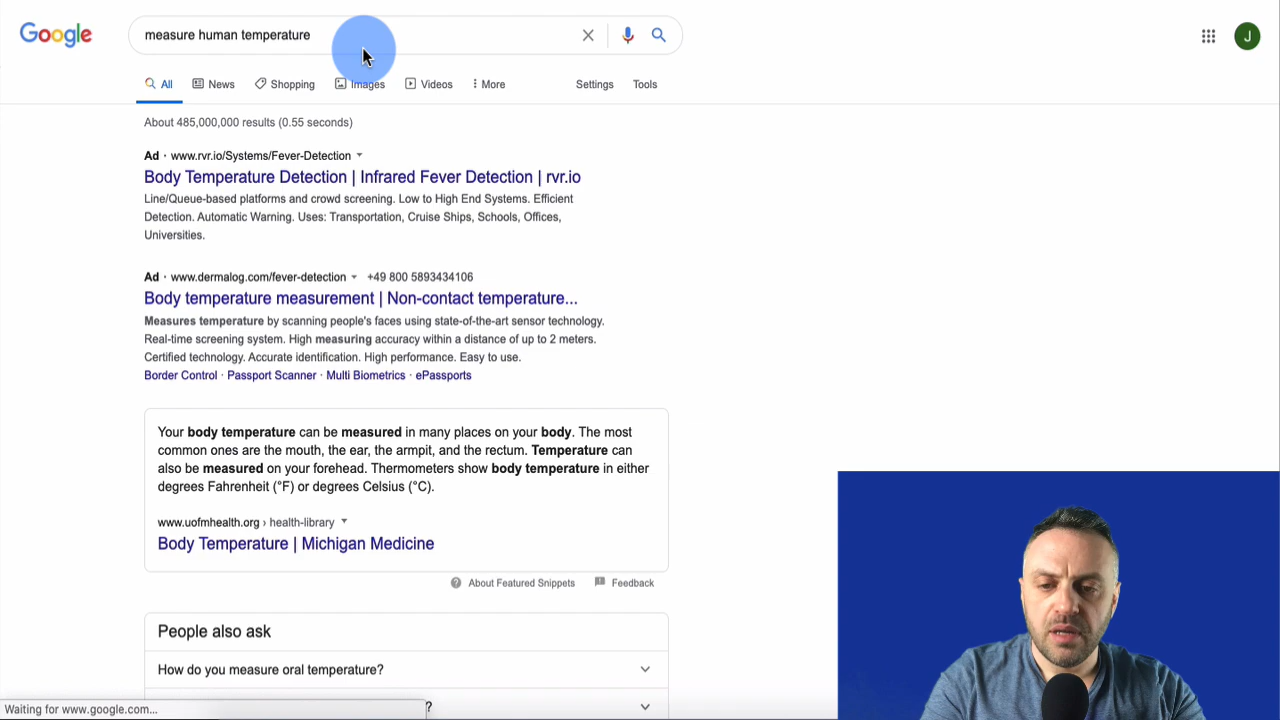 Google
measure human temperature
J
All
News
Shopping
Images
Videos
More
Settings
Tools
About 485,000,000 results (0.55 seconds)
Ad · www.rvr.io/Systems/Fever-Detection
Body Temperature Detection | Infrared Fever Detection | rvr.io
Line/Queue-based platforms and crowd screening. Low to High End Systems. Efficient
Detection. Automatic Warning. Uses: Transportation, Cruise Ships, Schools, Offices,
Universities.
Ad · www.dermalog.com/fever-detection +49 800 5893434106
Body temperature measurement | Non-contact temperature...
Measures temperature by scanning people's faces using state-of-the-art sensor technology.
Real-time screening system. High measuring accuracy within a distance of up to 2 meters.
Certified technology. Accurate identification. High performance. Easy to use.
Border Control · Passport Scanner · Multi Biometrics · ePassports
Your body temperature can be measured in many places on your body. The most
common ones are the mouth, the ear, the armpit, and the rectum. Temperature can
also be measured on your forehead. Thermometers show body temperature in either
degrees Fahrenheit (°F) or degrees Celsius (°C).
www.uofmhealth.org › health-library
Body Temperature | Michigan Medicine
About Featured Snippets
Feedback
People also ask
How do you measure oral temperature?
?
Waiting for www.google.com...